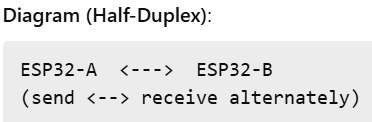 Diagram (Half-Duplex):
ESP32-A <---> ESP32-B
(send <--> receive alternately)